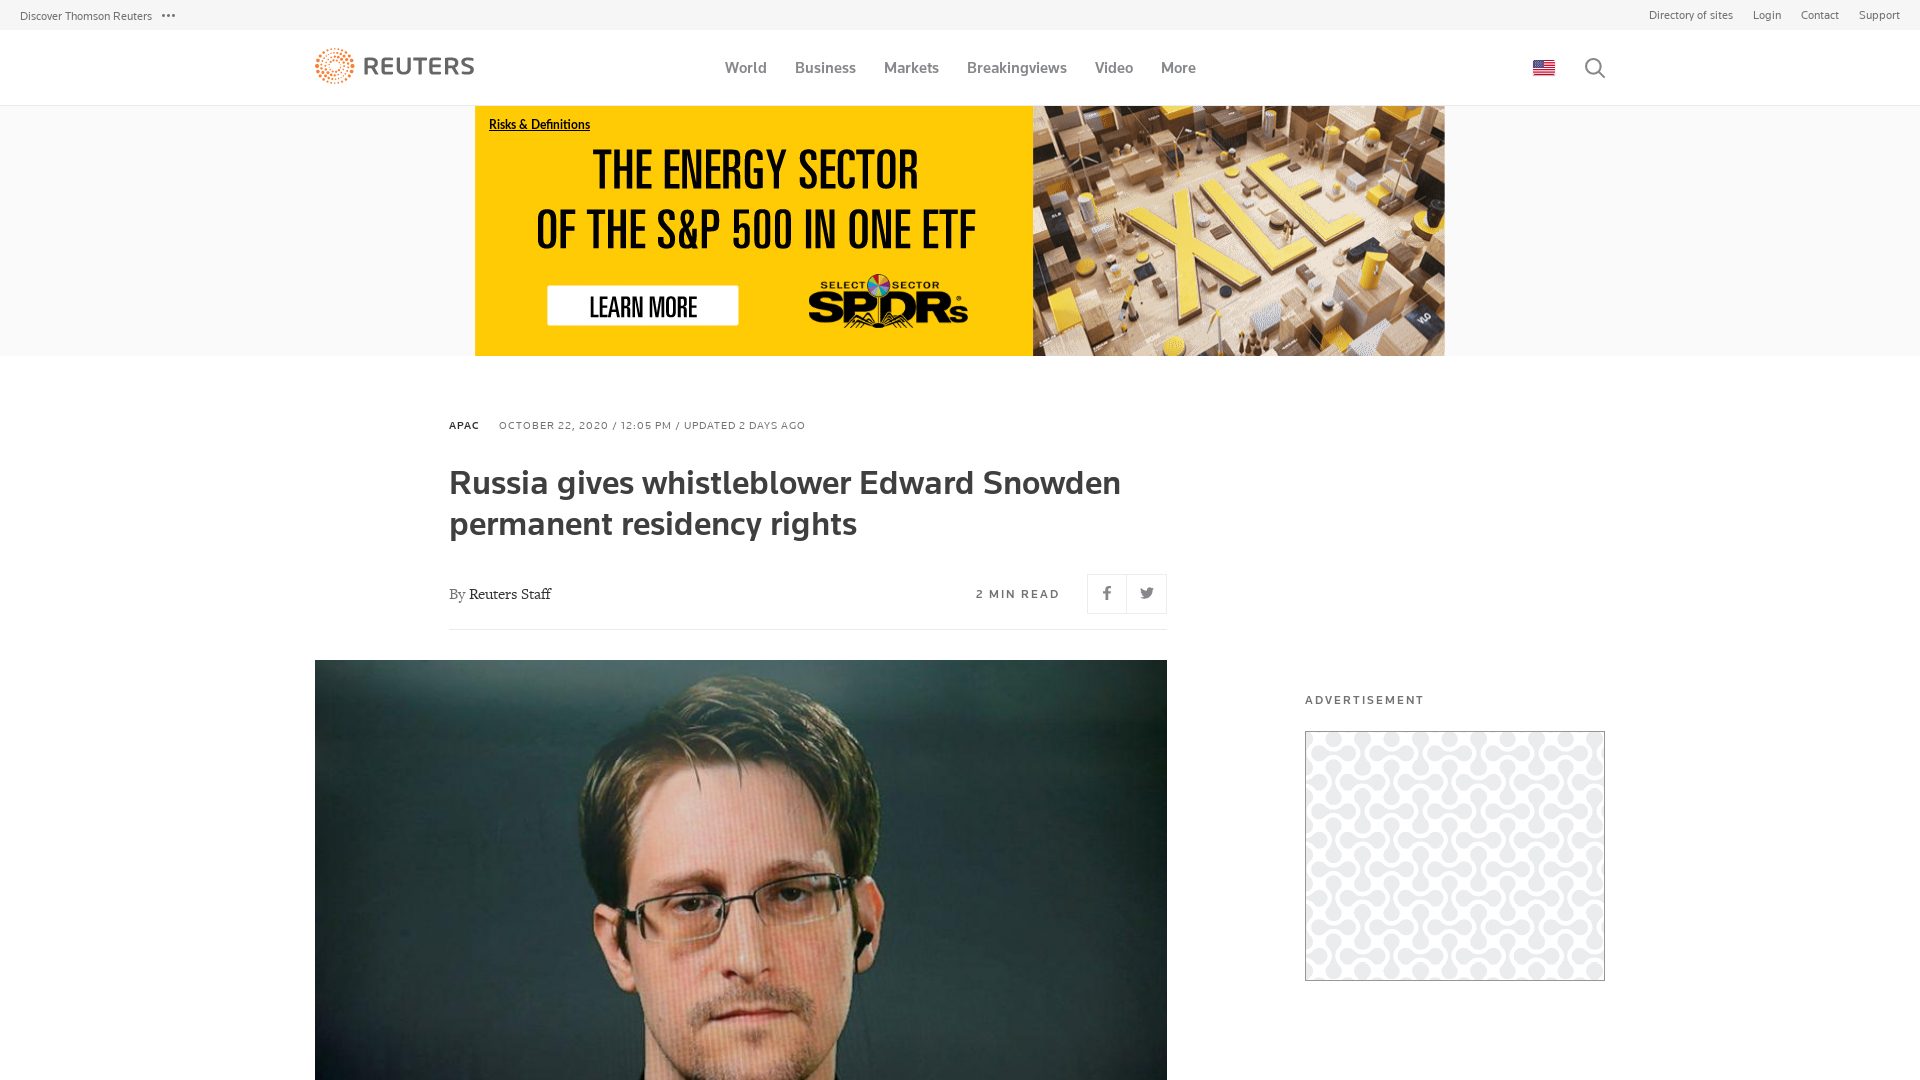 Discover Thomson Reuters
Directory of sites
Login
Contact
Support
REUTERS
World
Business
Markets
Breakingviews
Video
More
Risks & Definitions
THE ENERGY SECTOR
OF THE S&P 500 IN ONE ETF
LEARN MORE
SELECT SECTOR
SPDRs®
XLE
VLO
APAC
OCTOBER 22, 2020 / 12:05 PM / UPDATED 2 DAYS AGO
Russia gives whistleblower Edward Snowden
permanent residency rights
By Reuters Staff
2 MIN READ
ADVERTISEMENT